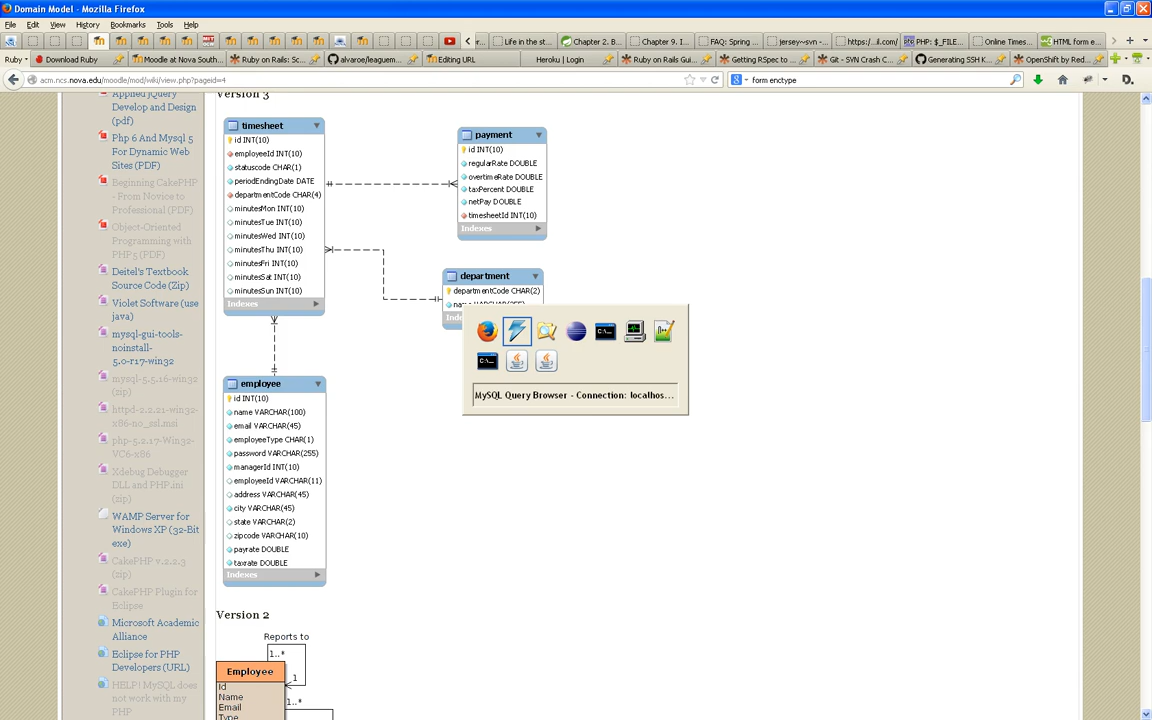 Domain Model - Mozilla Firefox
File Edit View History Bookmarks Tools Help
Life in the st...
Chapter 2. B...
Chapter 9. I...
FAQ: Spring ...
jersey-svn -...
https:/...il.com/
PHP: $_FILE...
Online Times...
HTML form e...
Ruby
Download Ruby
Moodle at Nova South...
Ruby on Rails: Sc...
alvaroe/leaguem...
Editing URL
Heroku | Login
Ruby on Rails Gui...
Getting RSpec to ...
Git - SVN Crash C...
Generating SSH K...
OpenShift by Red...
acm.ncs.nova.edu/moodle/mod/wiki/view.php?pageid=4
form enctype
D.
Applied jQuery
Develop and Design
(pdf)
Php 6 And Mysql 5
For Dynamic Web
Sites (PDF)
Beginning CakePHP
- From Novice to
Professional (PDF)
Object-Oriented
Programming with
PHP5 (PDF)
Deitel's Textbook
Source Code (Zip)
Violet Software (use
java)
mysql-gui-tools-
noinstall-
5.0-r17-win32
mysql-5.5.16-win32
(zip)
httpd-2.2.21-win32-
x86-no_ssl.msi
php-5.2.17-Win32-
VC6-x86
Xdebug Debugger
DLL and PHP.ini
(zip)
WAMP Server for
Windows XP (32-Bit
exe)
CakePHP v.2.2.3
(zip)
CakePHP Plugin for
Eclipse
Microsoft Academic
Alliance
Eclipse for PHP
Developers (URL)
HELP! MySQL does
not work with my
PHP
Version 3
timesheet
id INT(10)
employeeId INT(10)
statuscode CHAR(1)
periodEndingDate DATE
departmentCode CHAR(4)
minutesMon INT(10)
minutesTue INT(10)
minutesWed INT(10)
minutesThu INT(10)
minutesFri INT(10)
minutesSat INT(10)
minutesSun INT(10)
Indexes
payment
id INT(10)
regularRate DOUBLE
overtimeRate DOUBLE
taxPercent DOUBLE
netPay DOUBLE
timesheetId INT(10)
Indexes
department
departmentCode CHAR(2)
MySQL Query Browser - Connection: localhos...
employee
id INT(10)
name VARCHAR(100)
email VARCHAR(45)
employeeType CHAR(1)
password VARCHAR(255)
managerId INT(10)
employeeId VARCHAR(11)
address VARCHAR(45)
city VARCHAR(45)
state VARCHAR(2)
zipcode VARCHAR(10)
payrate DOUBLE
taxrate DOUBLE
Indexes
Version 2
Reports to
1..*
1
1..*
Employee
Id
Name
Email
Type